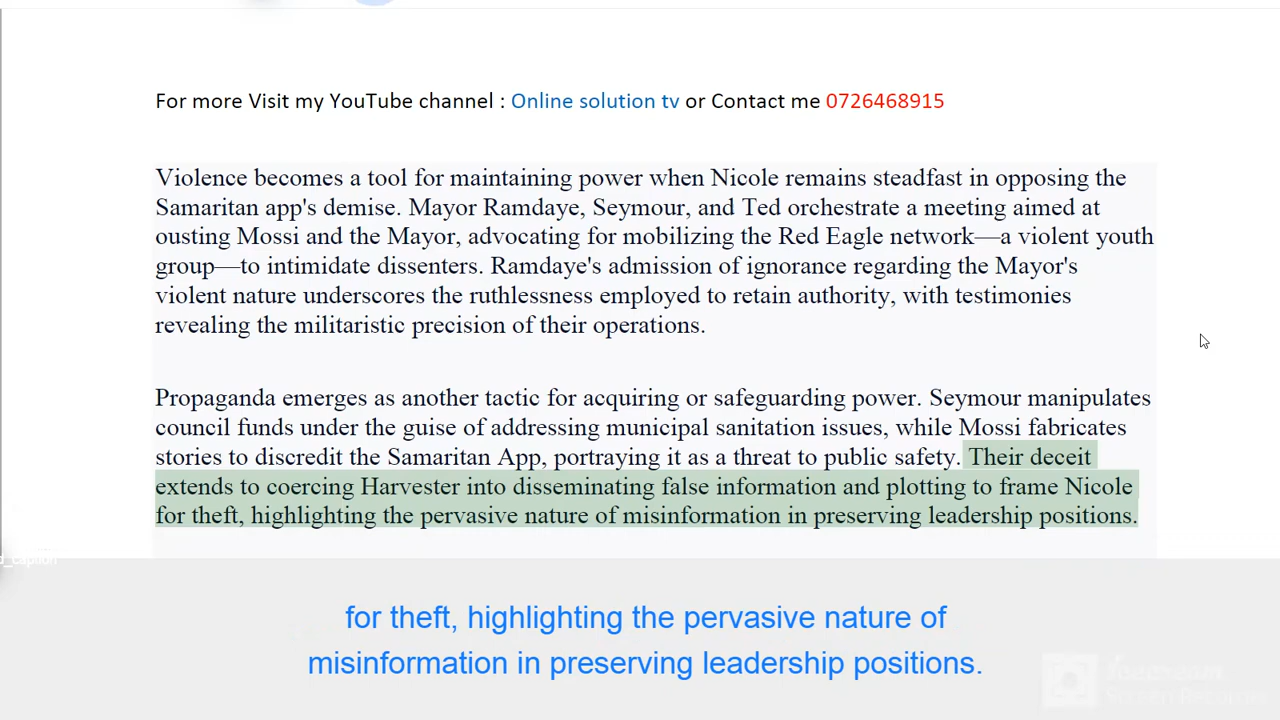 For more Visit my YouTube channel : Online solution tv or Contact me 0726468915
Violence becomes a tool for maintaining power when Nicole remains steadfast in opposing the
Samaritan app's demise. Mayor Ramdaye, Seymour, and Ted orchestrate a meeting aimed at
ousting Mossi and the Mayor, advocating for mobilizing the Red Eagle network—a violent youth
group—to intimidate dissenters. Ramdaye's admission of ignorance regarding the Mayor's
violent nature underscores the ruthlessness employed to retain authority, with testimonies
revealing the militaristic precision of their operations.
Propaganda emerges as another tactic for acquiring or safeguarding power. Seymour manipulates
council funds under the guise of addressing municipal sanitation issues, while Mossi fabricates
stories to discredit the Samaritan App, portraying it as a threat to public safety. Their deceit
extends to coercing Harvester into disseminating false information and plotting to frame Nicole
for theft, highlighting the pervasive nature of misinformation in preserving leadership positions.
for theft, highlighting the pervasive nature of
misinformation in preserving leadership positions.